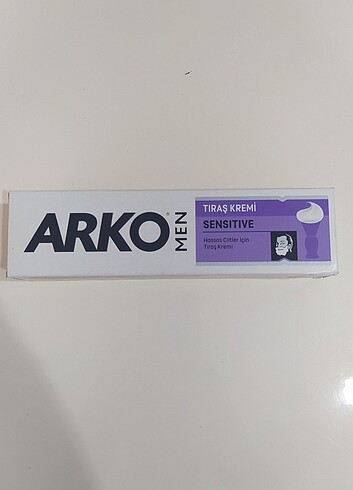 ARKO
MEN
TIRAŞ KREMİ
SENSITIVE
Hassas Ciltler İçin
Tıraş Kremi